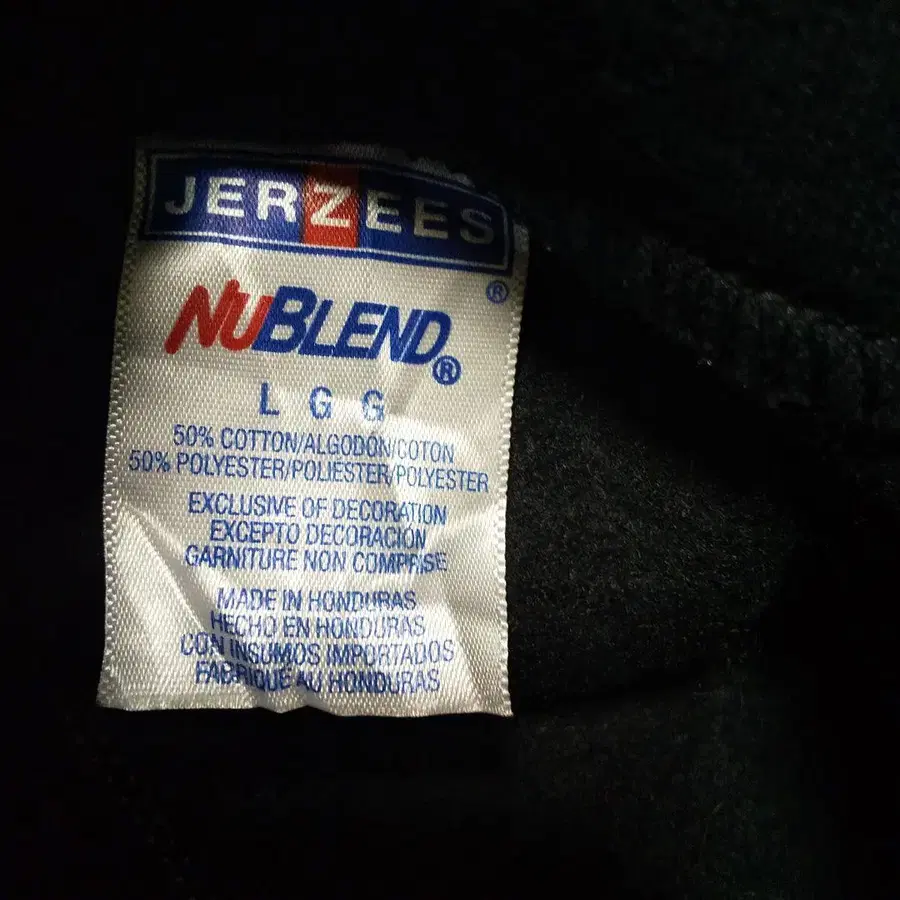 JERZEES
®
NUBLEND®
L G G
50% COTTON/ALGODON/COTON
50% POLYESTER/POLIESTER/POLYESTER
EXCLUSIVE OF DECORATION
EXCEPTO DECORACION
GARNITURE NON COMPRISE
MADE IN HONDURAS
HECHO EN HONDURAS
CON INSUMOS IMPORTADOS
FABRIQUE AU HONDURAS